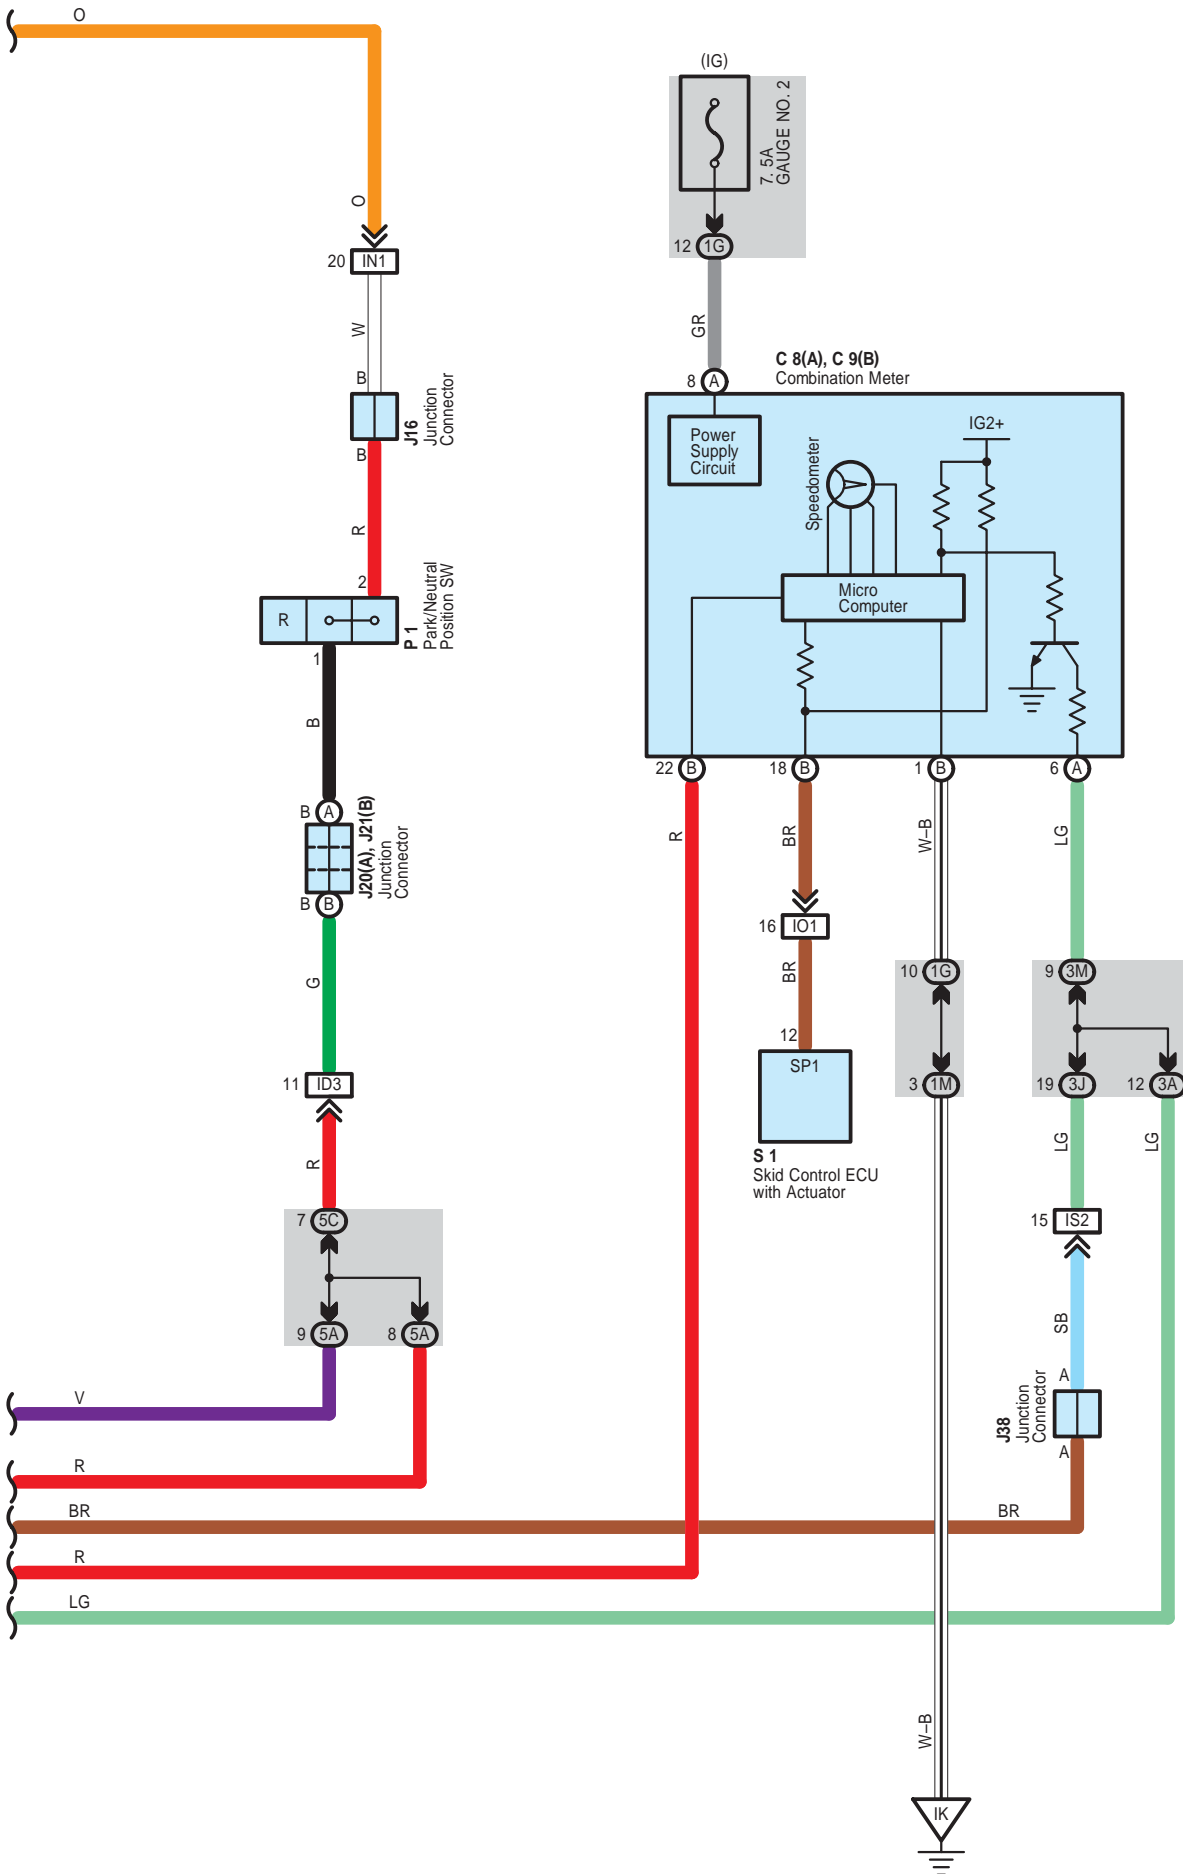 O
O
20 IN1
W
B
J16
Junction
Connector
B
R
2
R
P 1
Park/Neutral
Position SW
1
B
B A
J20(A), J21(B)
Junction
Connector
B B
G
11 ID3
R
7 5C
9 5A
8 5A
V
R
BR
BR
R
LG
(IG)
7. 5A
GAUGE NO. 2
12 1G
GR
C 8(A), C 9(B)
Combination Meter
8 A
Power
Supply
Circuit
Speedometer
IG2+
Micro
Computer
22 B
18 B
1 B
6 A
R
BR
W–B
LG
16 IO1
BR
12
SP1
S 1
Skid Control ECU
with Actuator
10 1G
3 1M
9 3M
19 3J
12 3A
LG
LG
15 IS2
SB
A
J38
Junction
Connector
A
W–B
IK